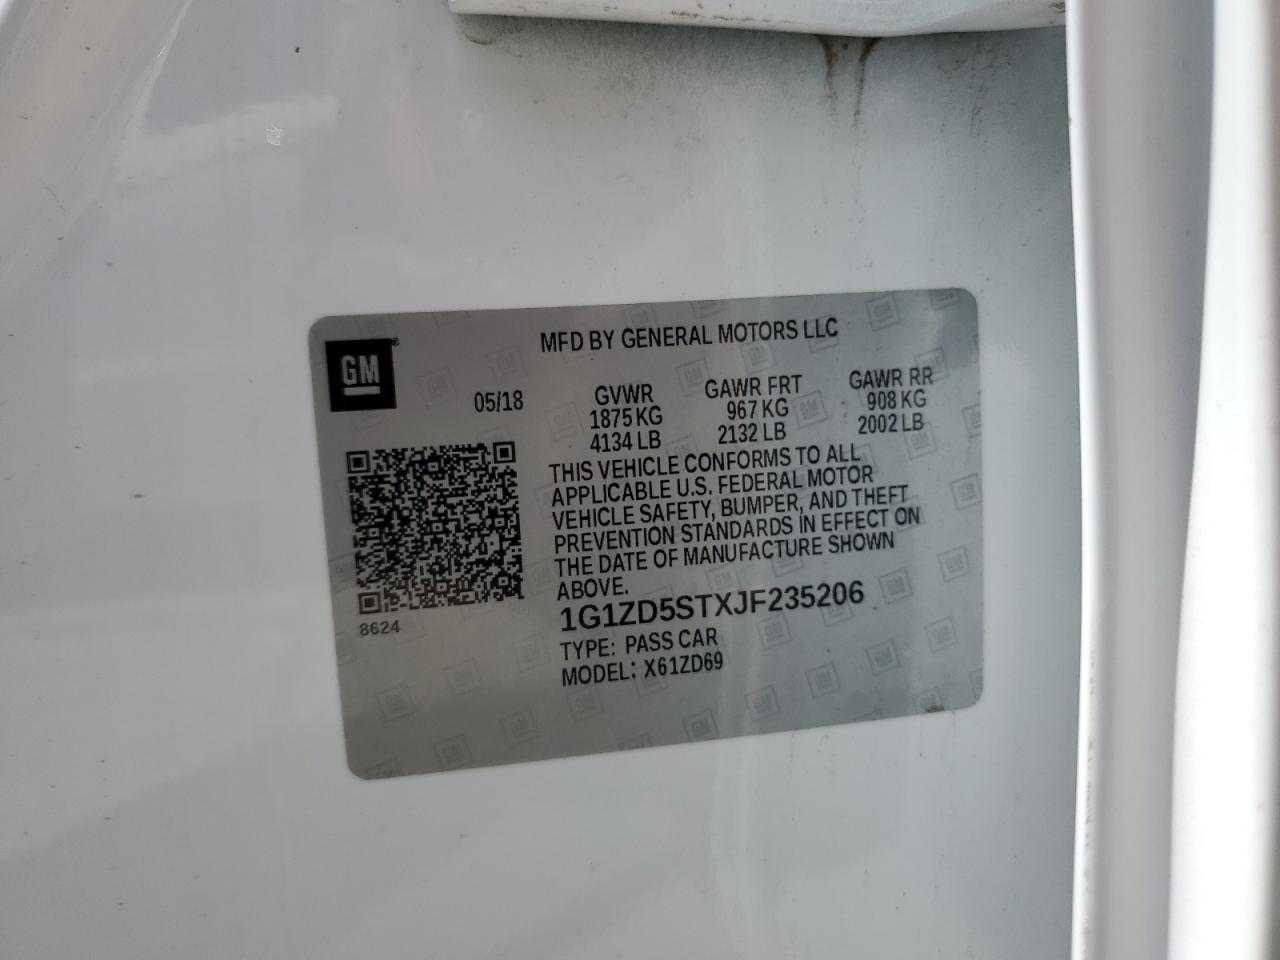 MFD BY GENERAL MOTORS LLC
GM
05/18 GVWR GAWR FRT GAWR RR
1875 KG 967 KG 908 KG
4134 LB 2132 LB 2002 LB
THIS VEHICLE CONFORMS TO ALL
APPLICABLE U.S. FEDERAL MOTOR
VEHICLE SAFETY, BUMPER, AND THEFT
PREVENTION STANDARDS IN EFFECT ON
THE DATE OF MANUFACTURE SHOWN
ABOVE.
1G1ZD5STXJF235206
8624
TYPE: PASS CAR
MODEL: X61ZD69